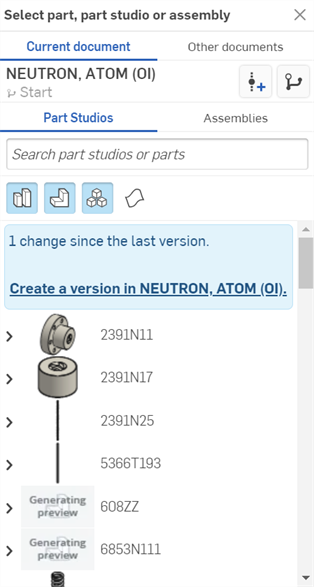 Select part, part studio or assembly
Current document
Other documents
NEUTRON, ATOM (OI)
Start
Part Studios
Assemblies
Search part studios or parts
1 change since the last version.
Create a version in NEUTRON, ATOM (OI).
2391N11
2391N17
2391N25
5366T193
Generating
preview
608ZZ
Generating
preview
6853N111